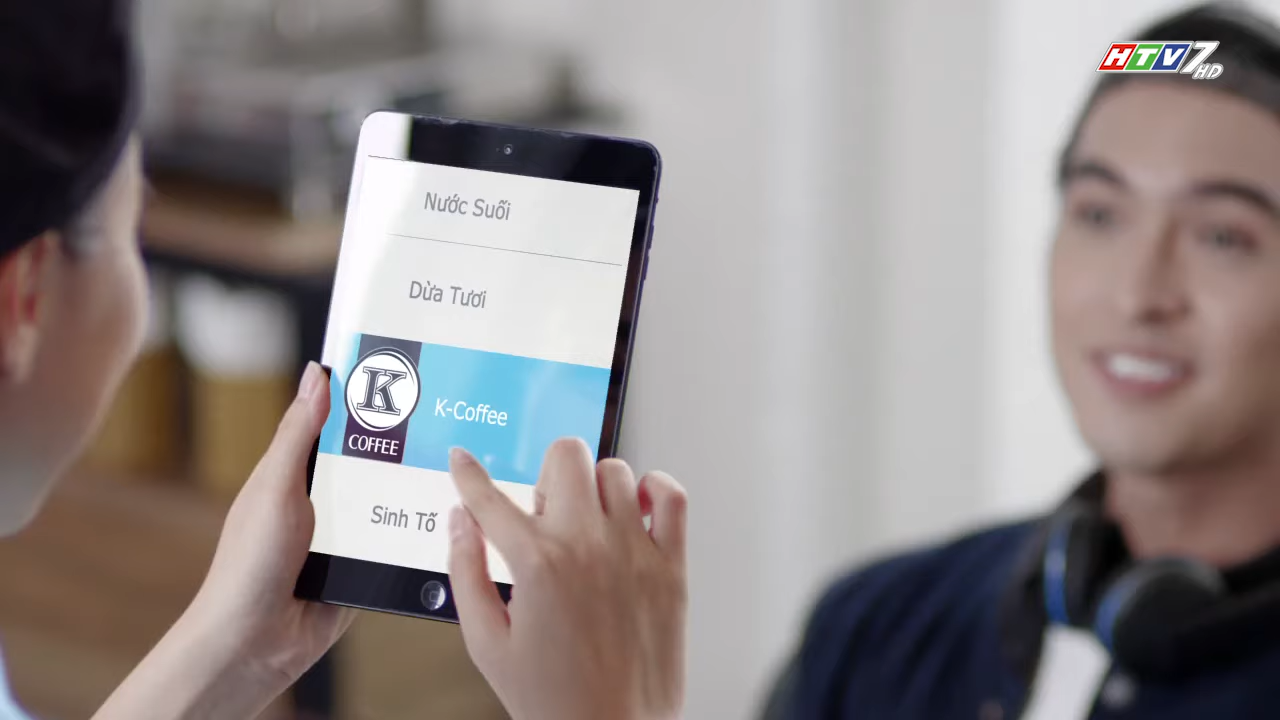 HTV7
HD
Nước Suối
Dừa Tươi
K
COFFEE
K-Coffee
Sinh Tố